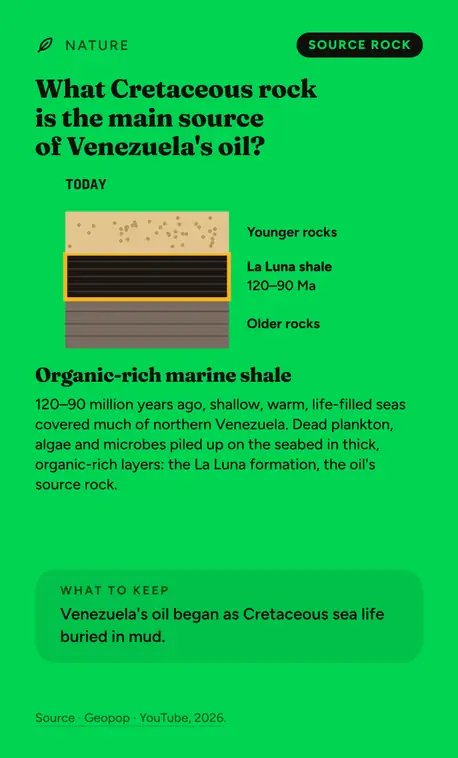 NATURE
SOURCE ROCK
What Cretaceous rock
is the main source
of Venezuela's oil?
TODAY
Younger rocks
La Luna shale
120–90 Ma
Older rocks
Organic-rich marine shale
120–90 million years ago, shallow, warm, life-filled seas
covered much of northern Venezuela. Dead plankton,
algae and microbes piled up on the seabed in thick,
organic-rich layers: the La Luna formation, the oil's
source rock.
WHAT TO KEEP
Venezuela's oil began as Cretaceous sea life
buried in mud.
Source · Geopop · YouTube, 2026.